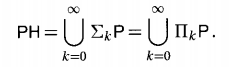 PH = ⋃_{k=0}^{∞} Σ_k P = ⋃_{k=0}^{∞} Π_k P.